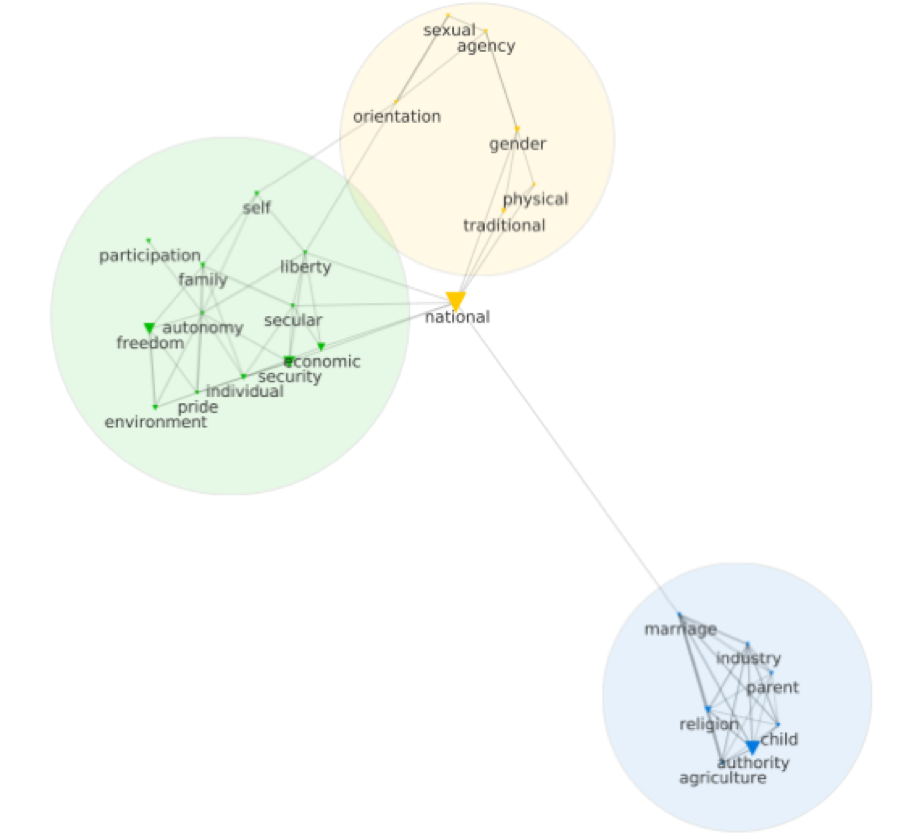 sexual
agency
orientation
gender
physical
traditional
self
participation
liberty
family
national
secular
autonomy
freedom
economic
security
individual
pride
environment
marriage
industry
parent
religion
child
authority
agriculture